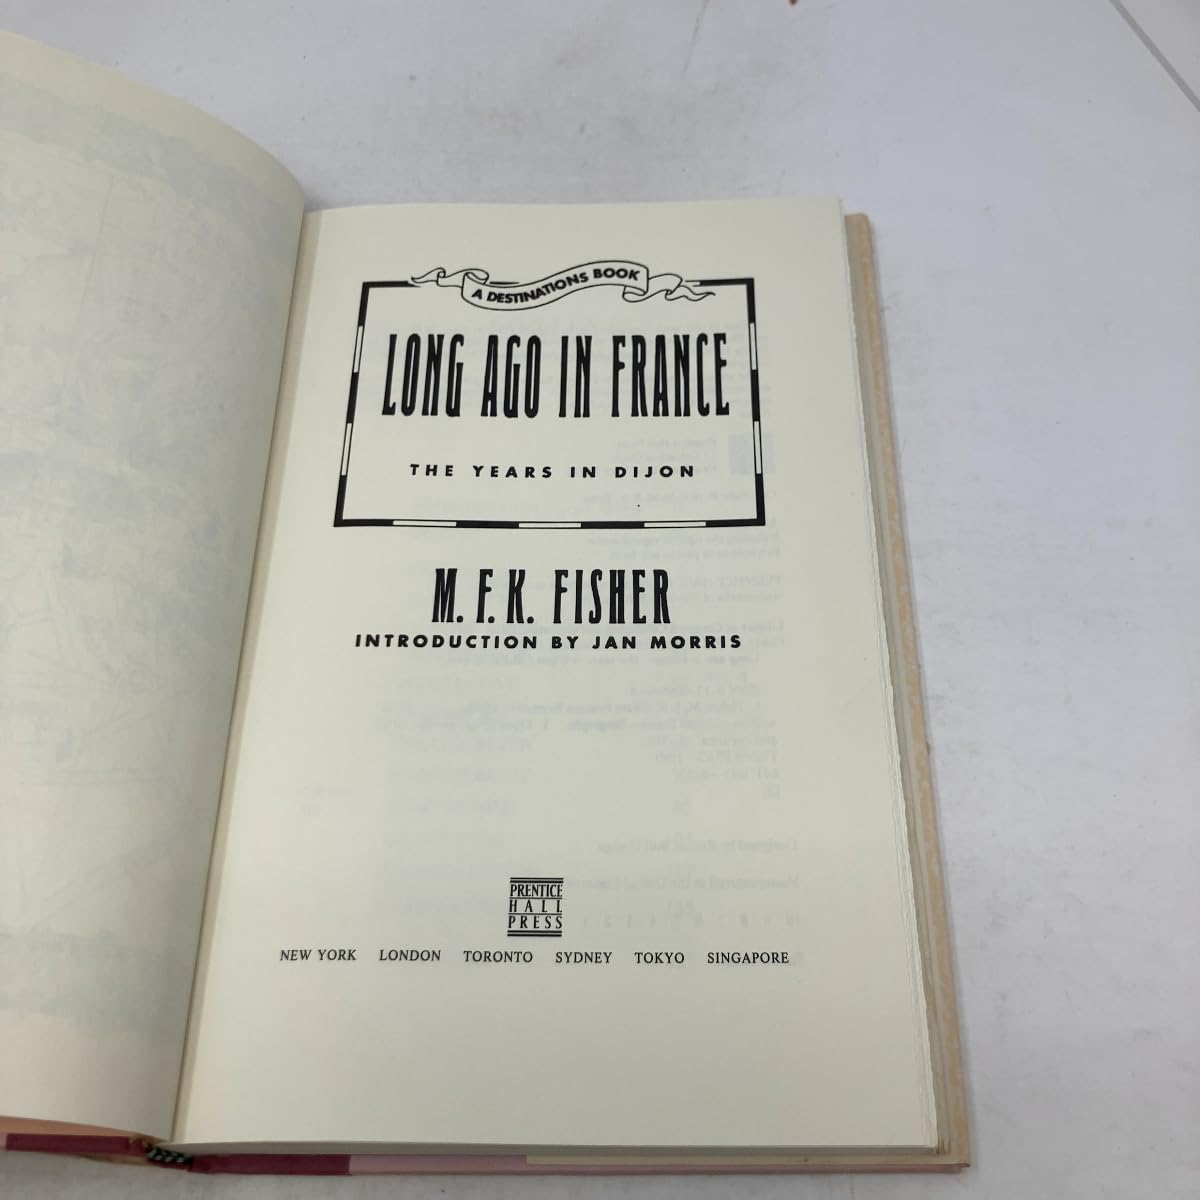 A DESTINATIONS BOOK
LONG AGO IN FRANCE
THE YEARS IN DIJON
M.F.K. FISHER
INTRODUCTION BY JAN MORRIS
PRENTICE
HALL
PRESS
NEW YORK LONDON TORONTO SYDNEY TOKYO SINGAPORE